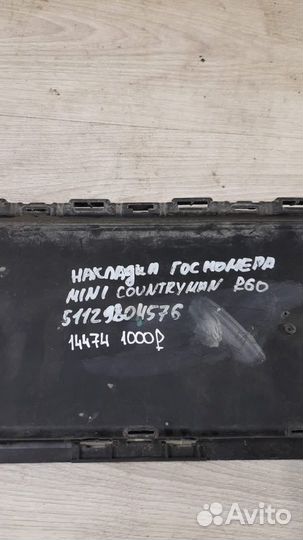 НАКЛАДКА ГОСНОМЕРА
MINI COUNTRYMAN R60
51129804576
14474 1000₽
Avito